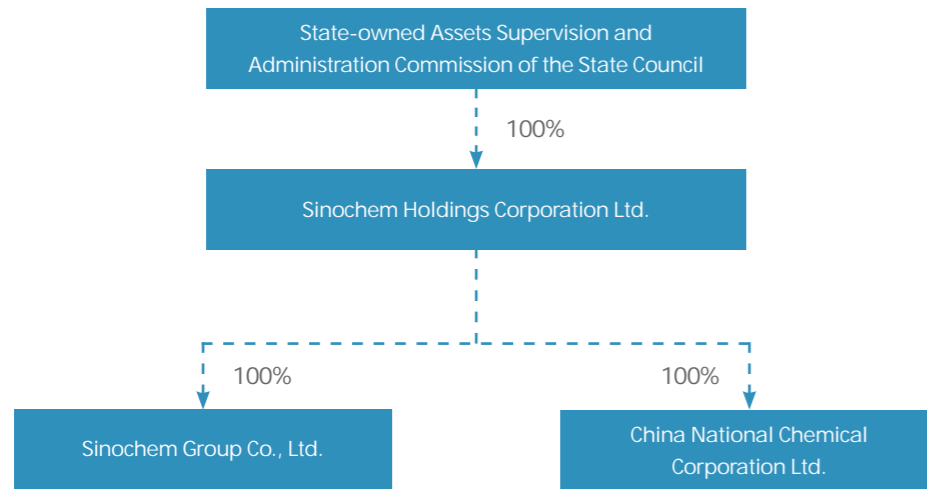 State-owned Assets Supervision and
Administration Commission of the State Council
100%
Sinochem Holdings Corporation Ltd.
100%
100%
Sinochem Group Co., Ltd.
China National Chemical
Corporation Ltd.